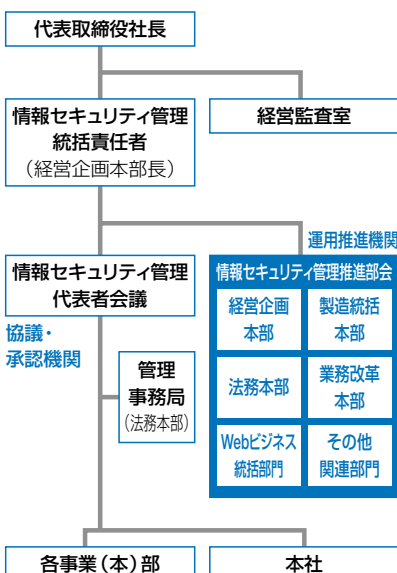 代表取締役社長
情報セキュリティ管理
統括責任者
（経営企画本部長）
経営監査室
運用推進機関
情報セキュリティ管理
代表者会議
協議・
承認機関
管理
事務局
（法務本部）
情報セキュリティ管理推進部会
経営企画
本部
製造統括
本部
法務本部
業務改革
本部
Webビジネス
統括部門
その他
関連部門
各事業（本）部
本社